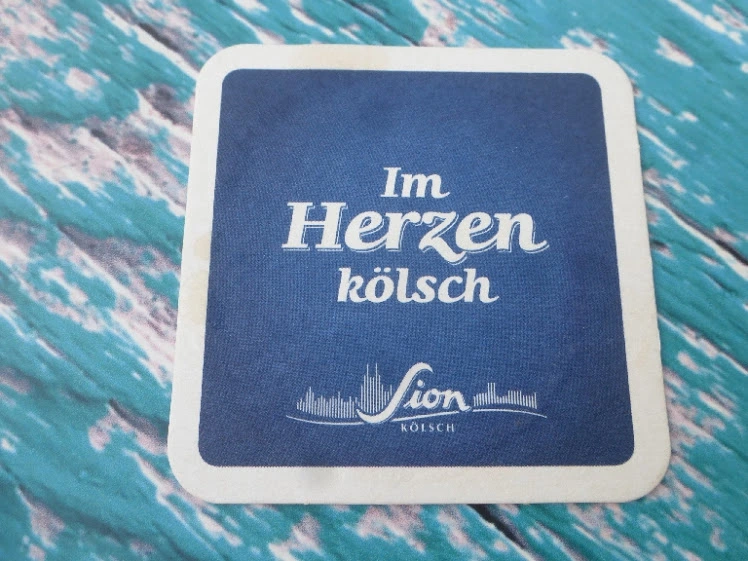 Im
Herzen
kölsch
Sion
KÖLSCH